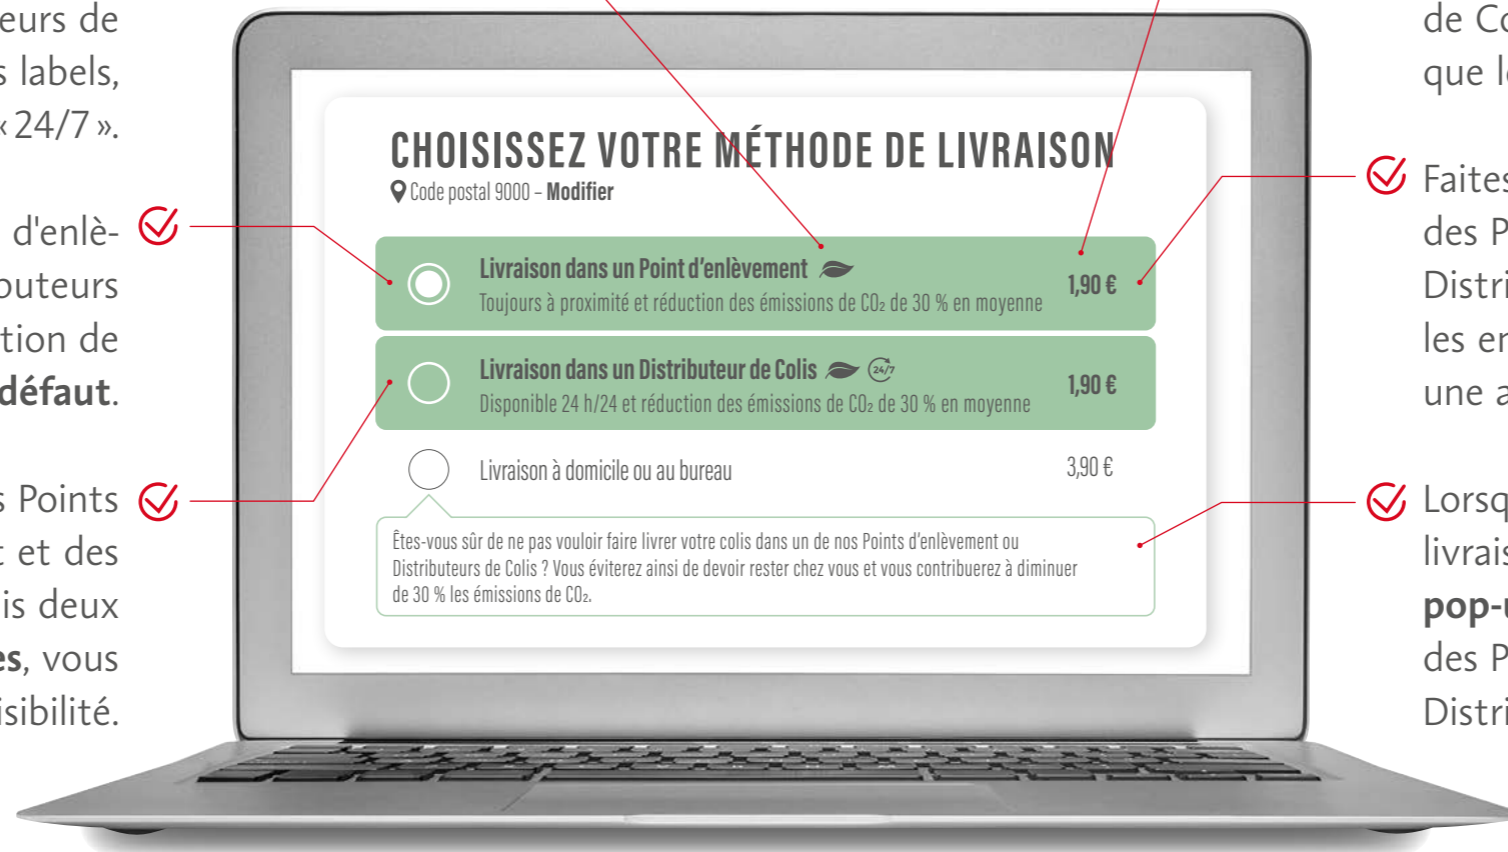 eurs de
s labels,
« 24/7 ».
d'enlè-
outeurs
tion de
défaut.
s Points
t et des
is deux
es, vous
isibilité.
CHOISISSEZ VOTRE MÉTHODE DE LIVRAISON
Code postal 9000 – Modifier
Livraison dans un Point d'enlèvement
1,90 €
Toujours à proximité et réduction des émissions de CO₂ de 30 % en moyenne
Livraison dans un Distributeur de Colis 24/7
1,90 €
Disponible 24 h/24 et réduction des émissions de CO₂ de 30 % en moyenne
Livraison à domicile ou au bureau 3,90 €
Êtes-vous sûr de ne pas vouloir faire livrer votre colis dans un de nos Points d'enlèvement ou
Distributeurs de Colis ? Vous éviterez ainsi de devoir rester chez vous et vous contribuerez à diminuer
de 30 % les émissions de CO₂.
de Co
que le
Faites
des P
Distri
les en
une a
Lorsq
livrais
pop-u
des P
Distri